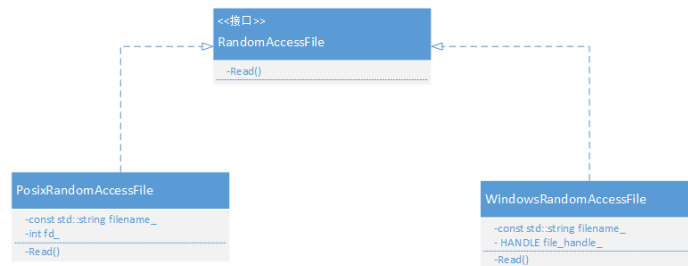 <<接口>>
RandomAccessFile
-Read()
PosixRandomAccessFile
-const std::string filename_
-int fd_
-Read()
WindowsRandomAccessFile
-const std::string filename_
- HANDLE file_handle_
-Read()